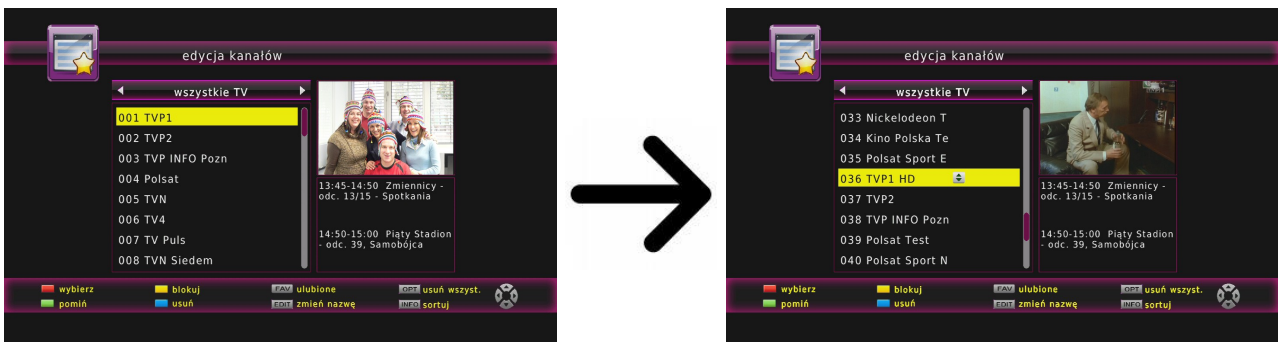 edycja kanałów
wszystkie TV
001 TVP1
002 TVP2
003 TVP INFO Pozn
004 Polsat
005 TVN
006 TV4
007 TV Puls
008 TVN Siedem
13:45-14:50 Zmiennicy -
odc. 13/15 - Spotkania
14:50-15:00 Piąty Stadion
- odc. 39, Samobójca
wybierz
blokuj
FAV ulubione
OPT usuń wszyst.
pomiń
usuń
EDIT zmień nazwę
INFO sortuj
edycja kanałów
wszystkie TV
033 Nickelodeon T
034 Kino Polska Te
035 Polsat Sport E
036 TVP1 HD
037 TVP2
038 TVP INFO Pozn
039 Polsat Test
040 Polsat Sport N
13:45-14:50 Zmiennicy -
odc. 13/15 - Spotkania
14:50-15:00 Piąty Stadion
- odc. 39, Samobójca
wybierz
blokuj
FAV ulubione
OPT usuń wszyst.
pomiń
usuń
EDIT zmień nazwę
INFO sortuj